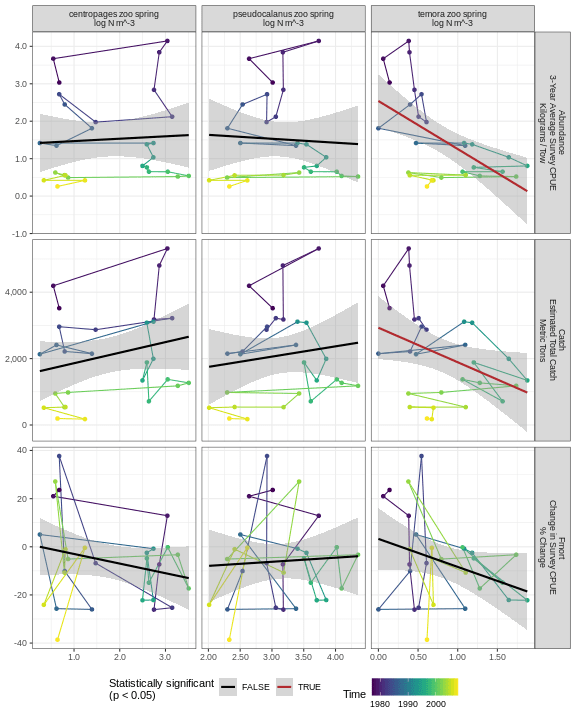 centropages zoo spring
log N m^-3
pseudocalanus zoo spring
log N m^-3
temora zoo spring
log N m^-3
4.0
3.0
2.0
1.0
0.0
-1.0
Abundance
3-Year Average Survey CPUE
Kilograms / Tow
4,000
2,000
0
Catch
Estimated Total Catch
Metric Tons
40
20
0
-20
-40
Fmort
Change in Survey CPUE
% Change
1.0
2.0
3.0
2.00
2.50
3.00
3.50
4.00
0.00
0.50
1.00
1.50
Statistically significant
(p < 0.05)
FALSE
TRUE
Time
1980
1990
2000